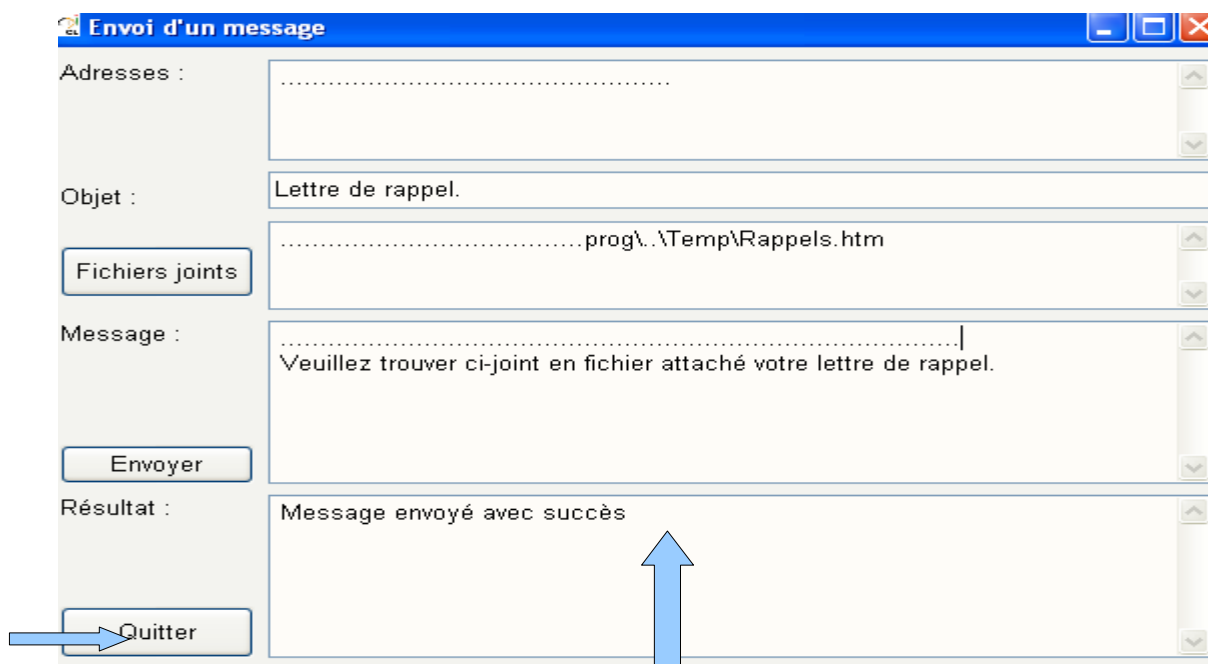 Envoi d'un message
Adresses :
.................................................
Objet :
Lettre de rappel.
Fichiers joints
......................................prog\..\Temp\Rappels.htm
Message :
.....................................................................................
Veuillez trouver ci-joint en fichier attaché votre lettre de rappel.
Envoyer
Résultat :
Message envoyé avec succès
Quitter